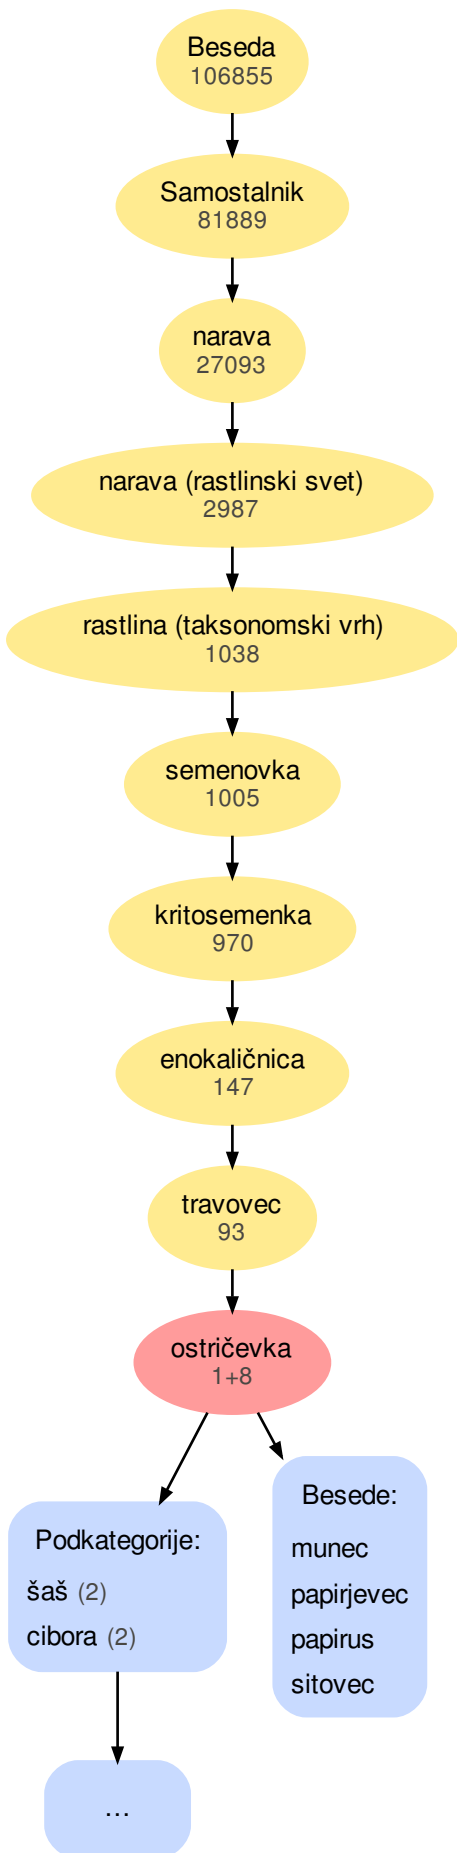 Beseda
106855
Samostalnik
81889
narava
27093
narava (rastlinski svet)
2987
rastlina (taksonomski vrh)
1038
semenovka
1005
kritosemenka
970
enokaličnica
147
travovec
93
ostričevka
1+8
Podkategorije:
šaš (2)
cibora (2)
Besede:
munec
papirjevec
papirus
sitovec
...